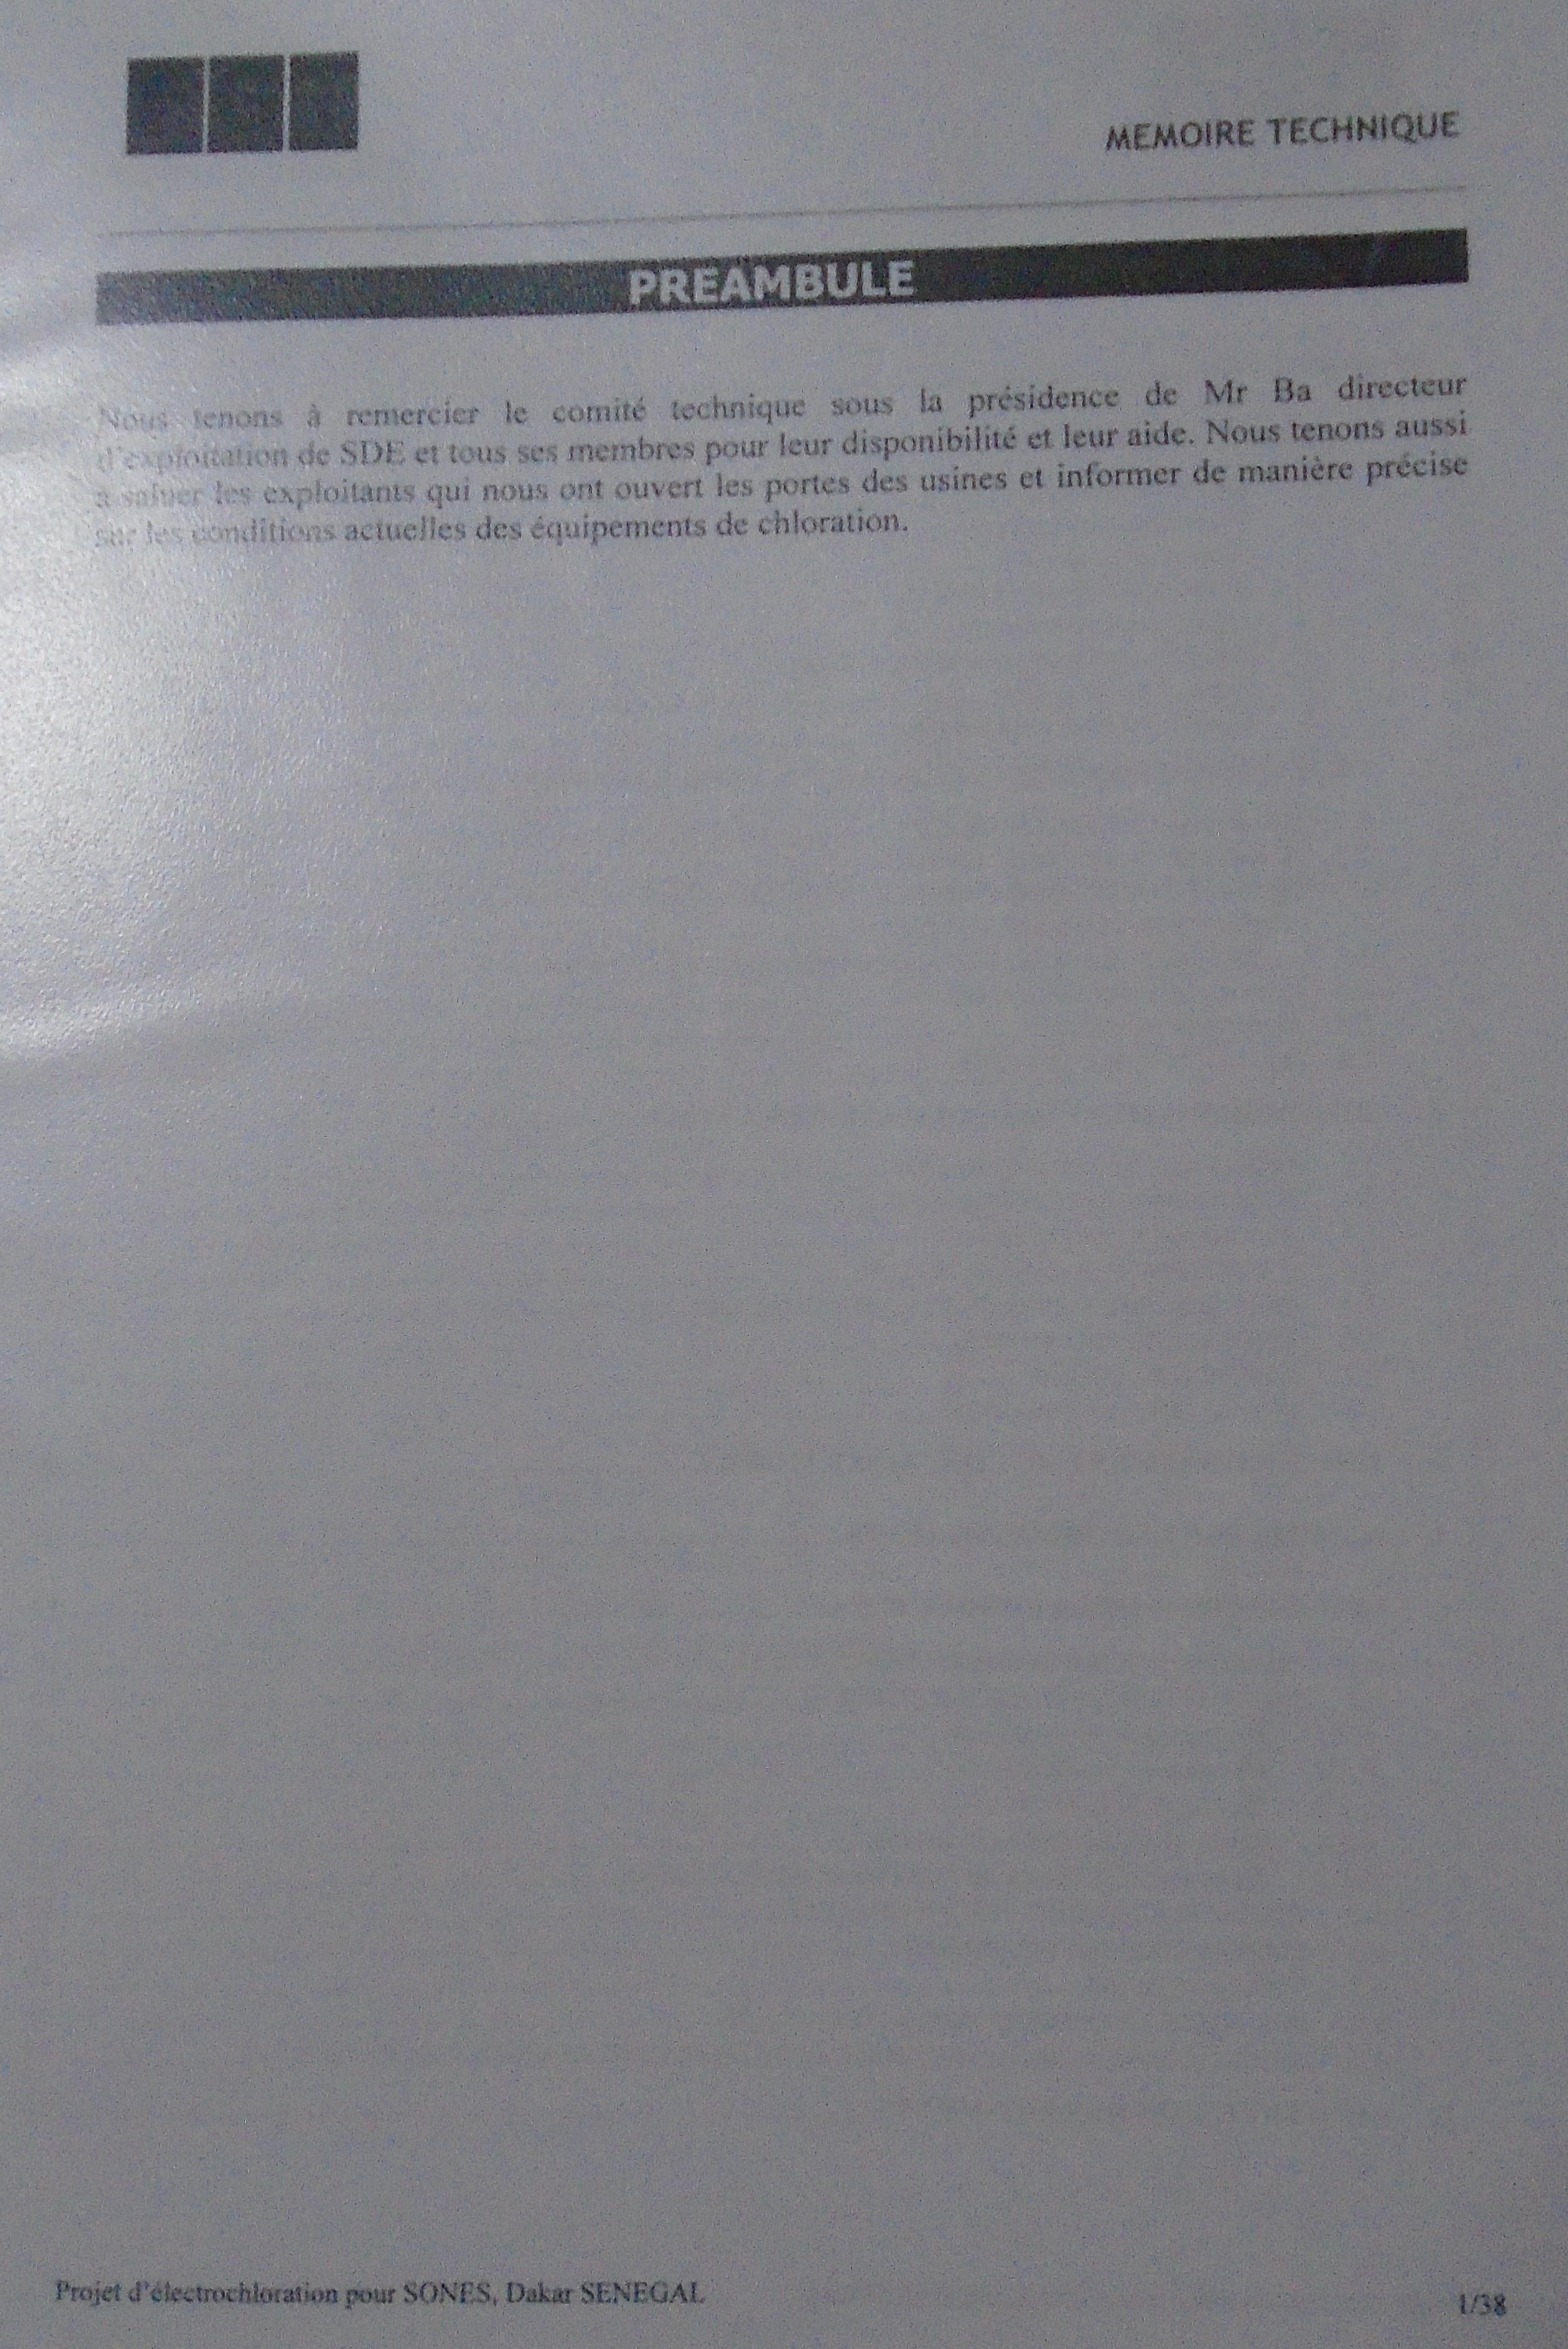 MEMOIRE TECHNIQUE
PREAMBULE
Nous tenons à remercier le comité technique sous la présidence de Mr Ba directeur
d'exploitation de SDE et tous ses membres pour leur disponibilité et leur aide. Nous tenons aussi
à saluer les exploitants qui nous ont ouvert les portes des usines et informer de manière précise
sur les conditions actuelles des équipements de chloration.
Projet d'électrochloration pour SONES, Dakar SENEGAL
1/38